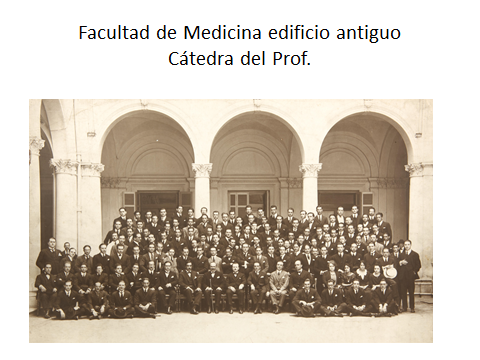 Facultad de Medicina edificio antiguo
Cátedra del Prof.